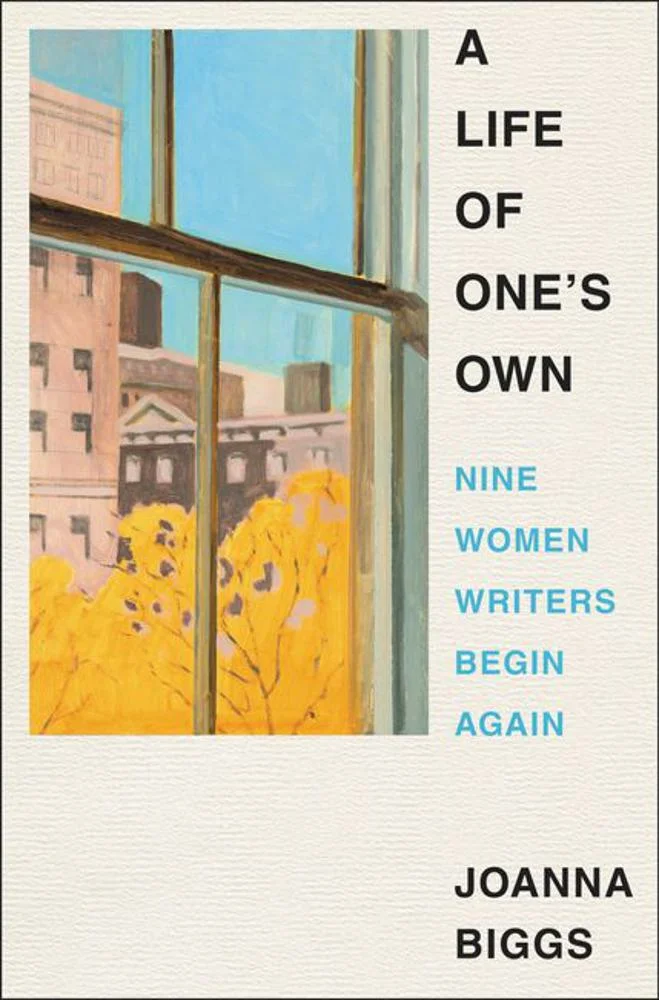 A
LIFE
OF
ONE’S
OWN
NINE
WOMEN
WRITERS
BEGIN
AGAIN
JOANNA
BIGGS